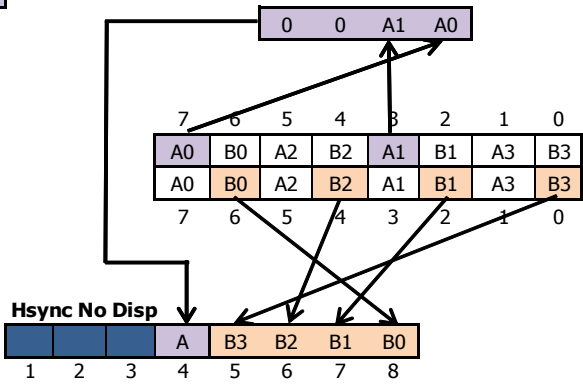 0 0 A1 A0
7 6 5 4 3 2 1 0
A0 B0 A2 B2 A1 B1 A3 B3
A0 B0 A2 B2 A1 B1 A3 B3
7 6 5 4 3 2 1 0
Hsync No Disp
A B3 B2 B1 B0
1 2 3 4 5 6 7 8